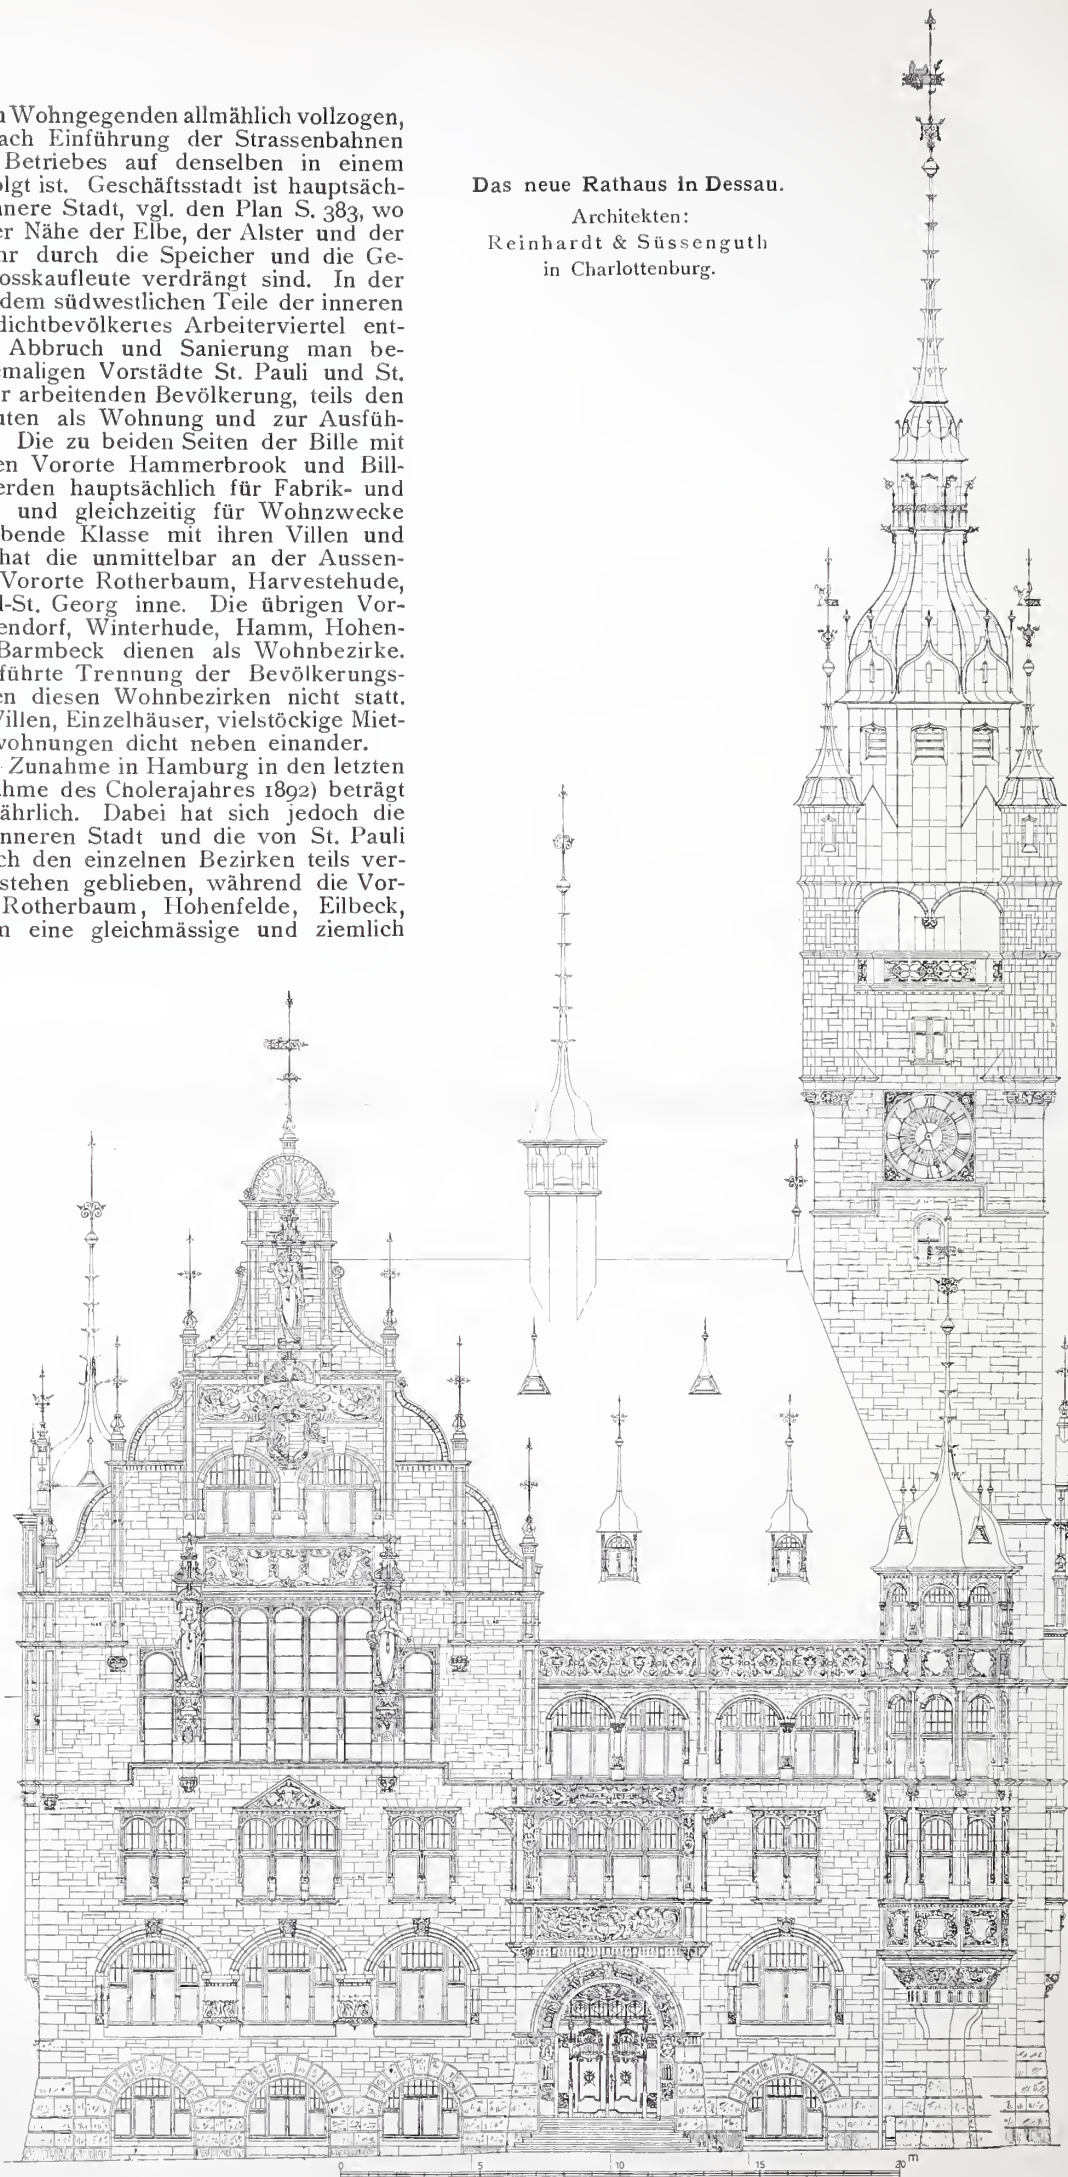 Wohngegenden allmählich vollzogen,
ach Einführung der Strassenbahnen
Betriebes auf denselben in einem
olgt ist. Geschäftsstadt ist hauptsäch-
nnere Stadt, vgl. den Plan S. 383, wo
er Nähe der Elbe, der Alster und der
hr durch die Speicher und die Ge-
osskaufleute verdrängt sind. In der
dem südwestlichen Teile der inneren
dichtbevölkertes Arbeiterviertel ent-
Abbruch und Sanierung man be-
emaligen Vorstädte St. Pauli und St.
r arbeitenden Bevölkerung, teils den
uten als Wohnung und zur Ausfüh-
Die zu beiden Seiten der Bille mit
en Vororte Hammerbrook und Bill-
erden hauptsächlich für Fabrik- und
und gleichzeitig für Wohnzwecke
bende Klasse mit ihren Villen und
hat die unmittelbar an der Aussen-
Vororte Rotherbaum, Harvestehude,
l-St. Georg inne. Die übrigen Vor-
endorf, Winterhude, Hamm, Hohen-
Barmbeck dienen als Wohnbezirke.
führte Trennung der Bevölkerungs-
en diesen Wohnbezirken nicht statt.
Villen, Einzelhäuser, vielstöckige Miet-
wohnungen dicht neben einander.
Zunahme in Hamburg in den letzten
ahme des Cholerajahres 1892) beträgt
ährlich. Dabei hat sich jedoch die
nneren Stadt und die von St. Pauli
ch den einzelnen Bezirken teils ver-
stehen geblieben, während die Vor-
Rotherbaum, Hohenfelde, Eilbeck,
n eine gleichmässige und ziemlich
Das neue Rathaus in Dessau.
Architekten:
Reinhardt & Süssenguth
in Charlottenburg.
0 5 10 15 20 m